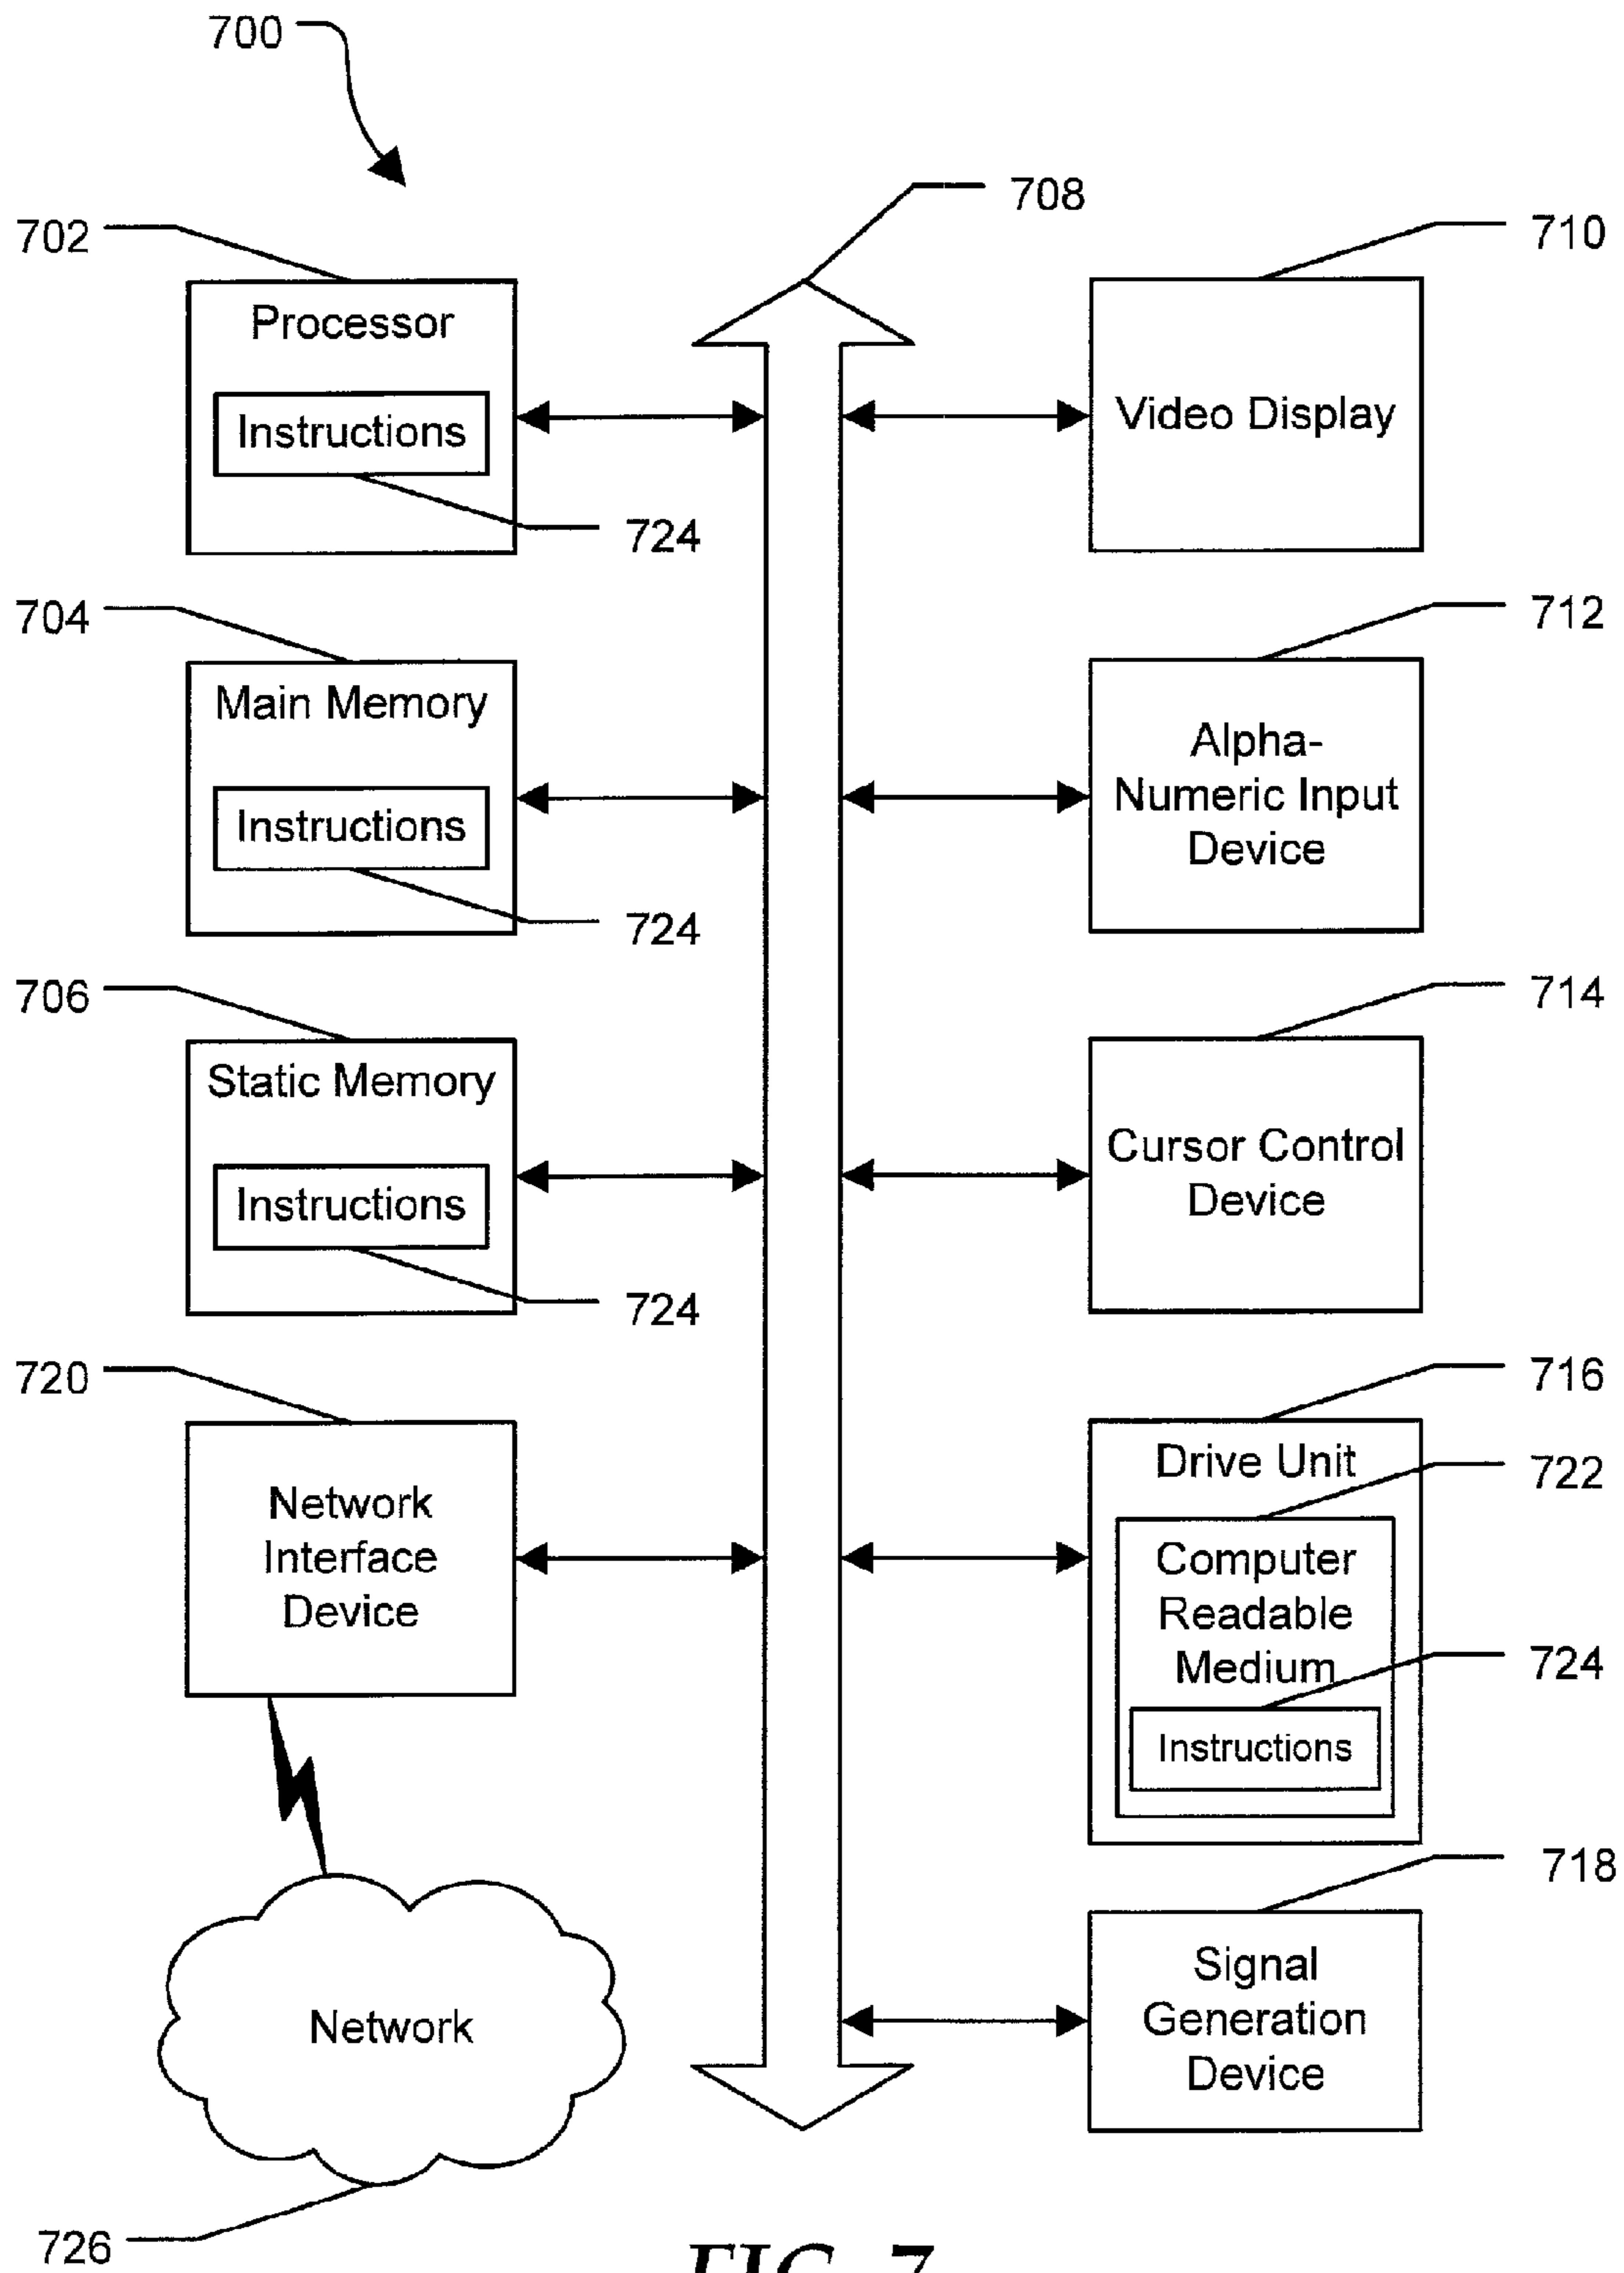 700
708
702
Processor
Instructions
724
710
Video Display
704
Main Memory
Instructions
724
712
Alpha-
Numeric Input
Device
706
Static Memory
Instructions
724
714
Cursor Control
Device
720
Network
Interface
Device
716
Drive Unit
722
Computer
Readable
Medium
724
Instructions
718
Signal
Generation
Device
Network
726
FIG. 7